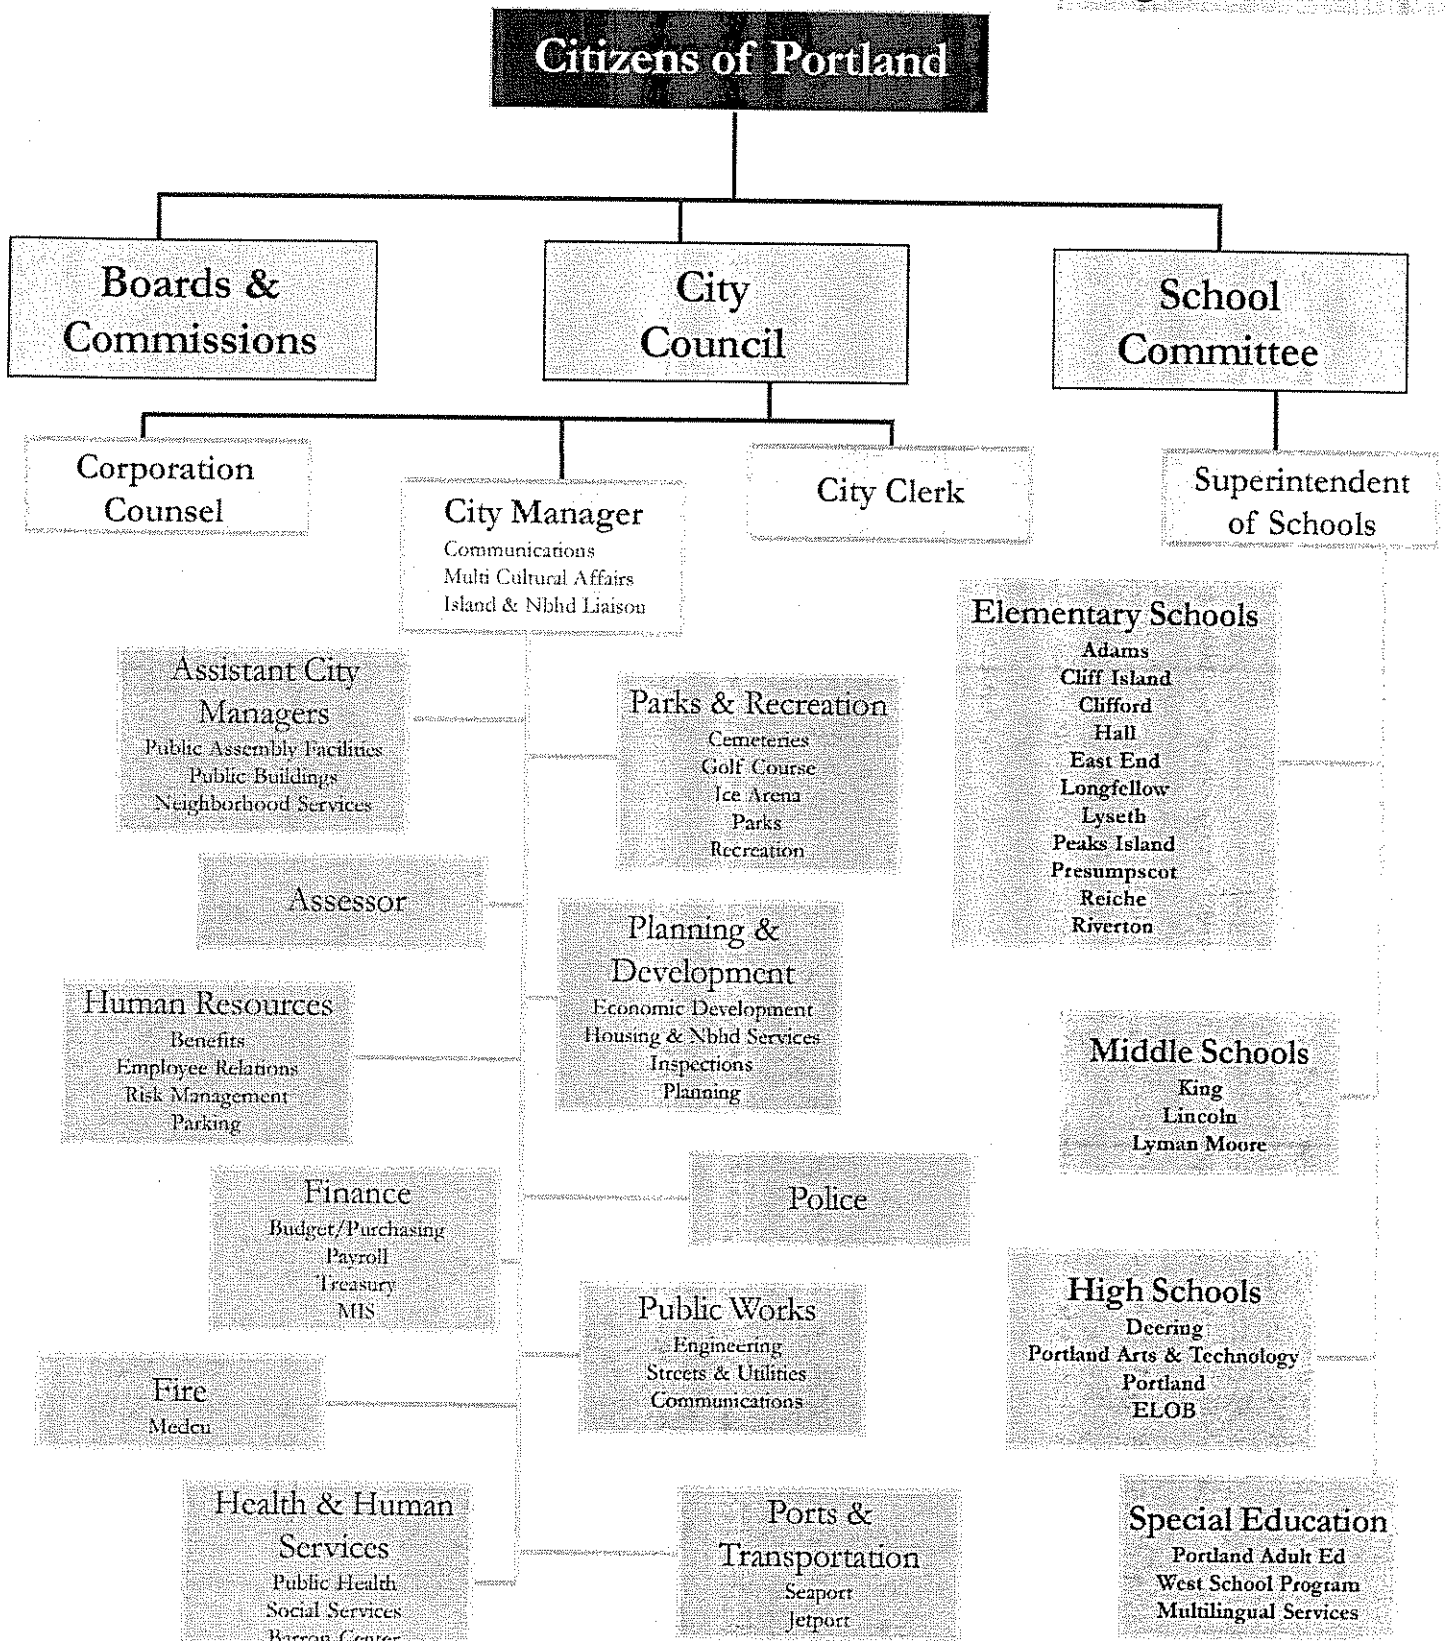 Citizens of Portland
Boards &
Commissions
City
Council
School
Committee
Corporation
Counsel
City Manager
Communications
Multi Cultural Affairs
Island & Nbhd Liaison
City Clerk
Superintendent
of Schools
Assistant City
Managers
Public Assembly Facilities
Public Buildings
Neighborhood Services
Parks & Recreation
Cemeteries
Golf Course
Ice Arena
Parks
Recreation
Elementary Schools
Adams
Cliff Island
Clifford
Hall
East End
Longfellow
Lyseth
Peaks Island
Presumpscot
Reiche
Riverton
Assessor
Planning &
Development
Economic Development
Housing & Nbhd Services
Inspections
Planning
Human Resources
Benefits
Employee Relations
Risk Management
Parking
Middle Schools
King
Lincoln
Lyman Moore
Finance
Budget/Purchasing
Payroll
Treasury
MIS
Police
Public Works
Engineering
Streets & Utilities
Communications
High Schools
Deering
Portland Arts & Technology
Portland
ELOB
Fire
Medcu
Health & Human
Services
Public Health
Social Services
Barron Center
Ports &
Transportation
Seaport
Jetport
Special Education
Portland Adult Ed
West School Program
Multilingual Services